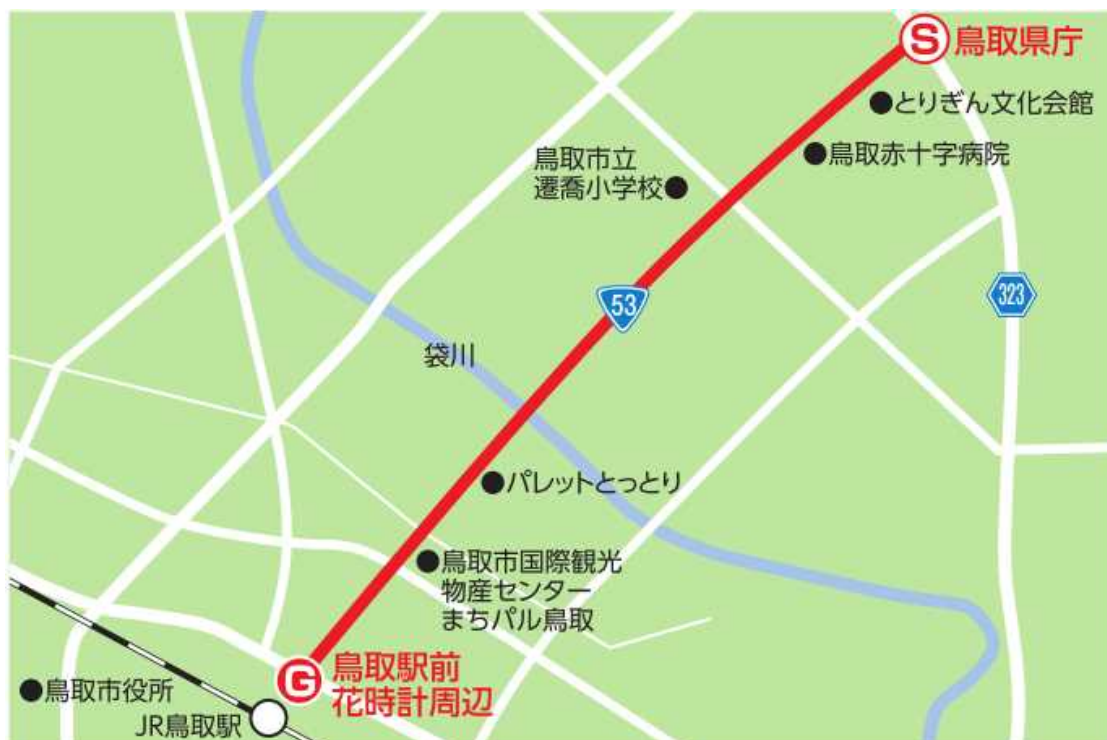 S 鳥取県庁
とりぎん文化会館
鳥取赤十字病院
鳥取市立
遷喬小学校
323
53
袋川
パレットとっとり
鳥取市国際観光
物産センター
まちパル鳥取
G 鳥取駅前
花時計周辺
鳥取市役所
JR鳥取駅